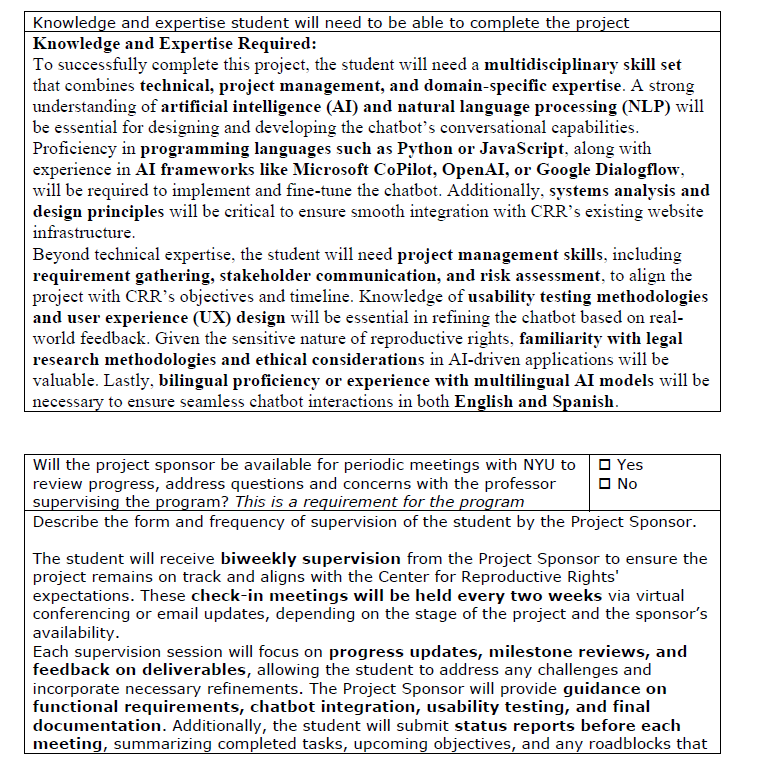 Knowledge and expertise student will need to be able to complete the project
Knowledge and Expertise Required:
To successfully complete this project, the student will need a multidisciplinary skill set
that combines technical, project management, and domain-specific expertise. A strong
understanding of artificial intelligence (AI) and natural language processing (NLP) will
be essential for designing and developing the chatbot's conversational capabilities.
Proficiency in programming languages such as Python or JavaScript, along with
experience in AI frameworks like Microsoft CoPilot, OpenAI, or Google Dialogflow,
will be required to implement and fine-tune the chatbot. Additionally, systems analysis and
design principles will be critical to ensure smooth integration with CRR's existing website
infrastructure.
Beyond technical expertise, the student will need project management skills, including
requirement gathering, stakeholder communication, and risk assessment, to align the
project with CRR's objectives and timeline. Knowledge of usability testing methodologies
and user experience (UX) design will be essential in refining the chatbot based on real-
world feedback. Given the sensitive nature of reproductive rights, familiarity with legal
research methodologies and ethical considerations in AI-driven applications will be
valuable. Lastly, bilingual proficiency or experience with multilingual AI models will be
necessary to ensure seamless chatbot interactions in both English and Spanish.
Will the project sponsor be available for periodic meetings with NYU to
review progress, address questions and concerns with the professor
supervising the program? This is a requirement for the program
☐ Yes
☐ No
Describe the form and frequency of supervision of the student by the Project Sponsor.
The student will receive biweekly supervision from the Project Sponsor to ensure the
project remains on track and aligns with the Center for Reproductive Rights'
expectations. These check-in meetings will be held every two weeks via virtual
conferencing or email updates, depending on the stage of the project and the sponsor's
availability.
Each supervision session will focus on progress updates, milestone reviews, and
feedback on deliverables, allowing the student to address any challenges and
incorporate necessary refinements. The Project Sponsor will provide guidance on
functional requirements, chatbot integration, usability testing, and final
documentation. Additionally, the student will submit status reports before each
meeting, summarizing completed tasks, upcoming objectives, and any roadblocks that